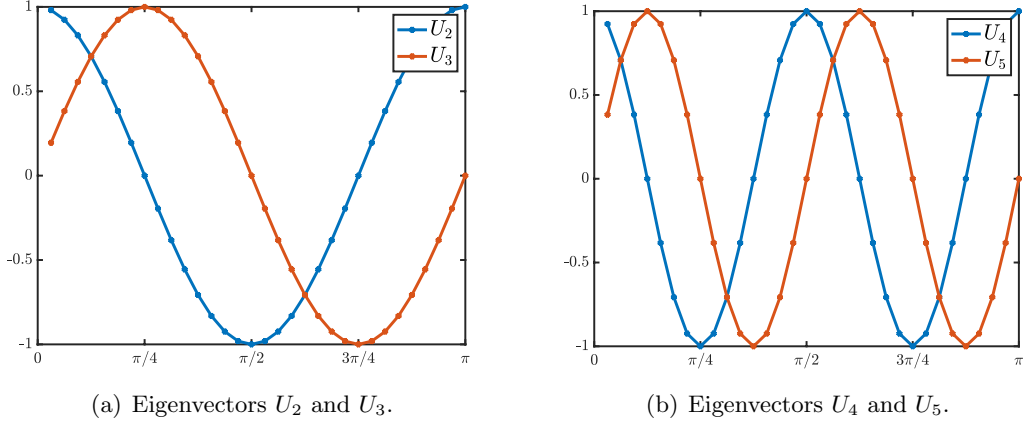 1
0.5
0
-0.5
-1
0
π/4
π/2
3π/4
π
U₂
U₃
(a) Eigenvectors U₂ and U₃.
1
0.5
0
-0.5
-1
0
π/4
π/2
3π/4
π
U₄
U₅
(b) Eigenvectors U₄ and U₅.